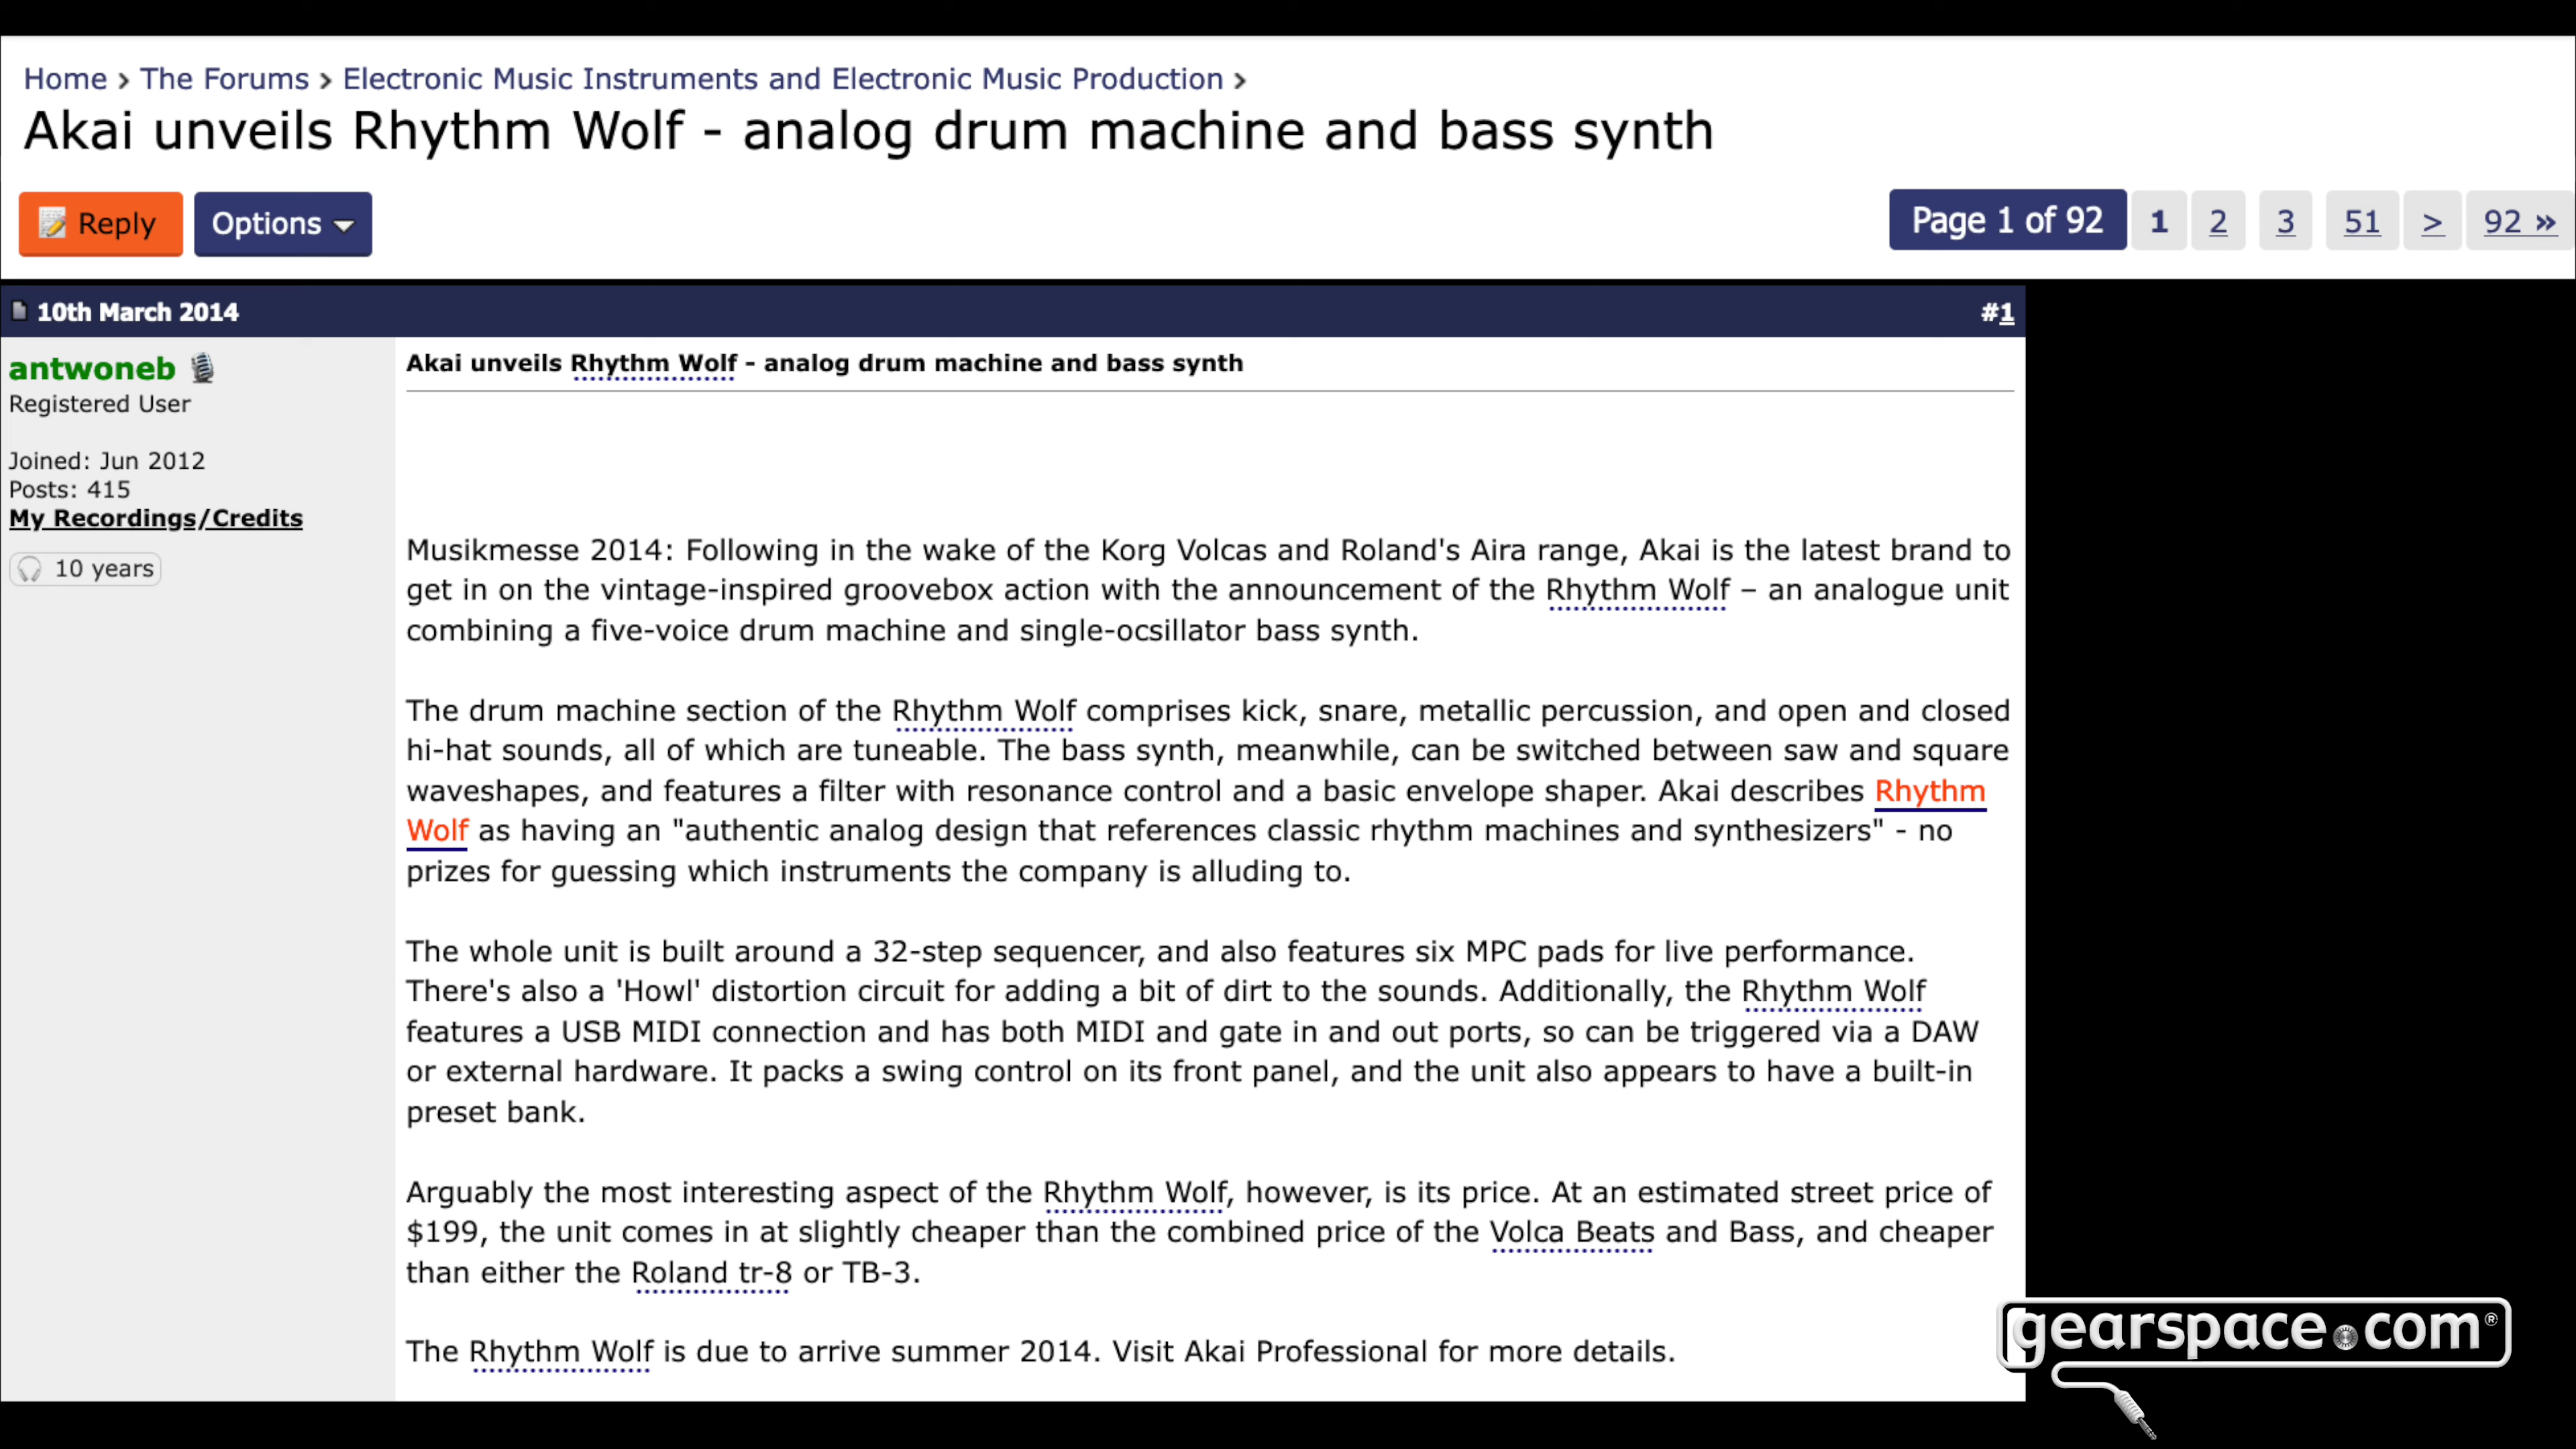 Home > The Forums > Electronic Music Instruments and Electronic Music Production >
Akai unveils Rhythm Wolf - analog drum machine and bass synth
Reply
Options
Page 1 of 92 1 2 3 51 > 92 »
10th March 2014 #1
antwoneb
Registered User
Joined: Jun 2012
Posts: 415
My Recordings/Credits
10 years
Akai unveils Rhythm Wolf - analog drum machine and bass synth
Musikmesse 2014: Following in the wake of the Korg Volcas and Roland's Aira range, Akai is the latest brand to
get in on the vintage-inspired groovebox action with the announcement of the Rhythm Wolf – an analogue unit
combining a five-voice drum machine and single-ocsillator bass synth.
The drum machine section of the Rhythm Wolf comprises kick, snare, metallic percussion, and open and closed
hi-hat sounds, all of which are tuneable. The bass synth, meanwhile, can be switched between saw and square
waveshapes, and features a filter with resonance control and a basic envelope shaper. Akai describes Rhythm
Wolf as having an "authentic analog design that references classic rhythm machines and synthesizers" - no
prizes for guessing which instruments the company is alluding to.
The whole unit is built around a 32-step sequencer, and also features six MPC pads for live performance.
There's also a 'Howl' distortion circuit for adding a bit of dirt to the sounds. Additionally, the Rhythm Wolf
features a USB MIDI connection and has both MIDI and gate in and out ports, so can be triggered via a DAW
or external hardware. It packs a swing control on its front panel, and the unit also appears to have a built-in
preset bank.
Arguably the most interesting aspect of the Rhythm Wolf, however, is its price. At an estimated street price of
$199, the unit comes in at slightly cheaper than the combined price of the Volca Beats and Bass, and cheaper
than either the Roland tr-8 or TB-3.
The Rhythm Wolf is due to arrive summer 2014. Visit Akai Professional for more details.
gearspace.com®